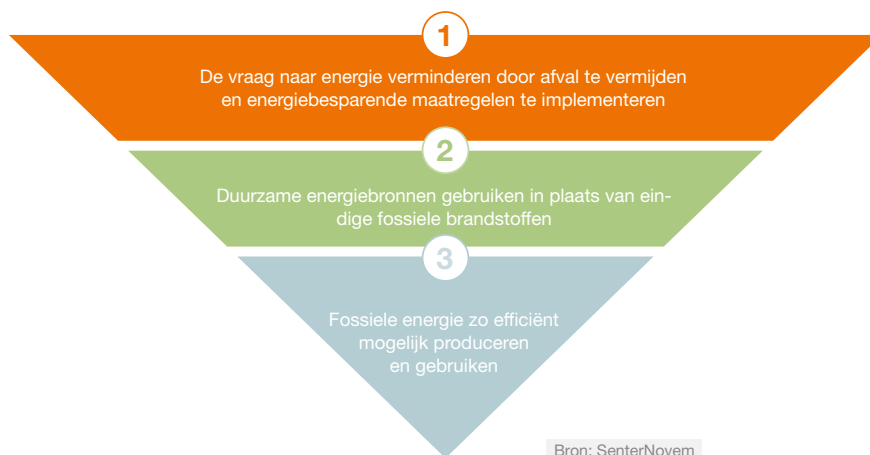 1
De vraag naar energie verminderen door afval te vermijden
en energiebesparende maatregelen te implementeren
2
Duurzame energiebronnen gebruiken in plaats van ein-
dige fossiele brandstoffen
3
Fossiele energie zo efficiënt
mogelijk produceren
en gebruiken
Bron: SenterNovem